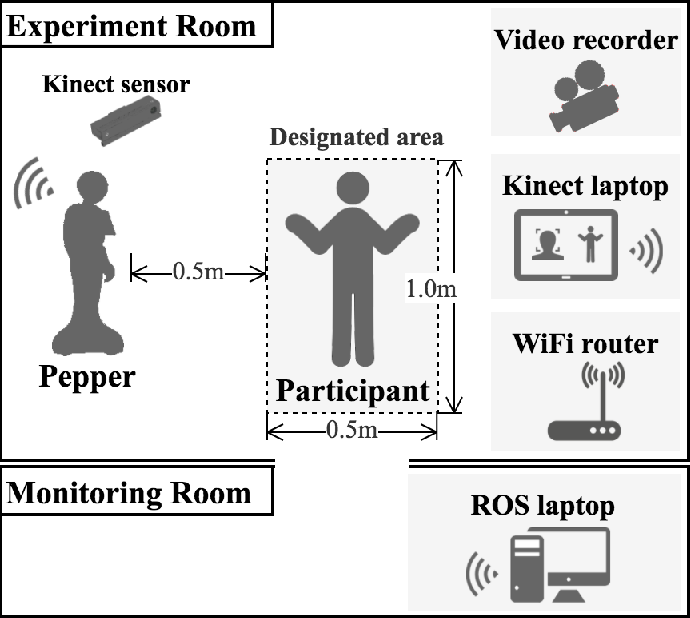 Experiment Room
Video recorder
Kinect sensor
Designated area
Kinect laptop
0.5m
1.0m
WiFi router
Pepper
Participant
0.5m
Monitoring Room
ROS laptop